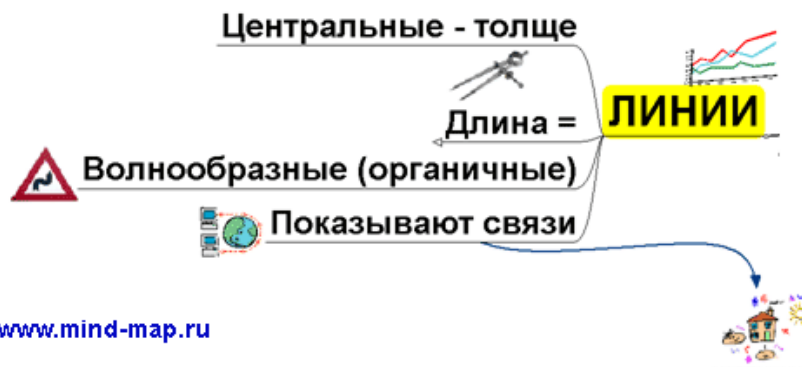 Центральные - толще
ЛИНИИ
Длина =
Волнообразные (органичные)
Показывают связи
www.mind-map.ru